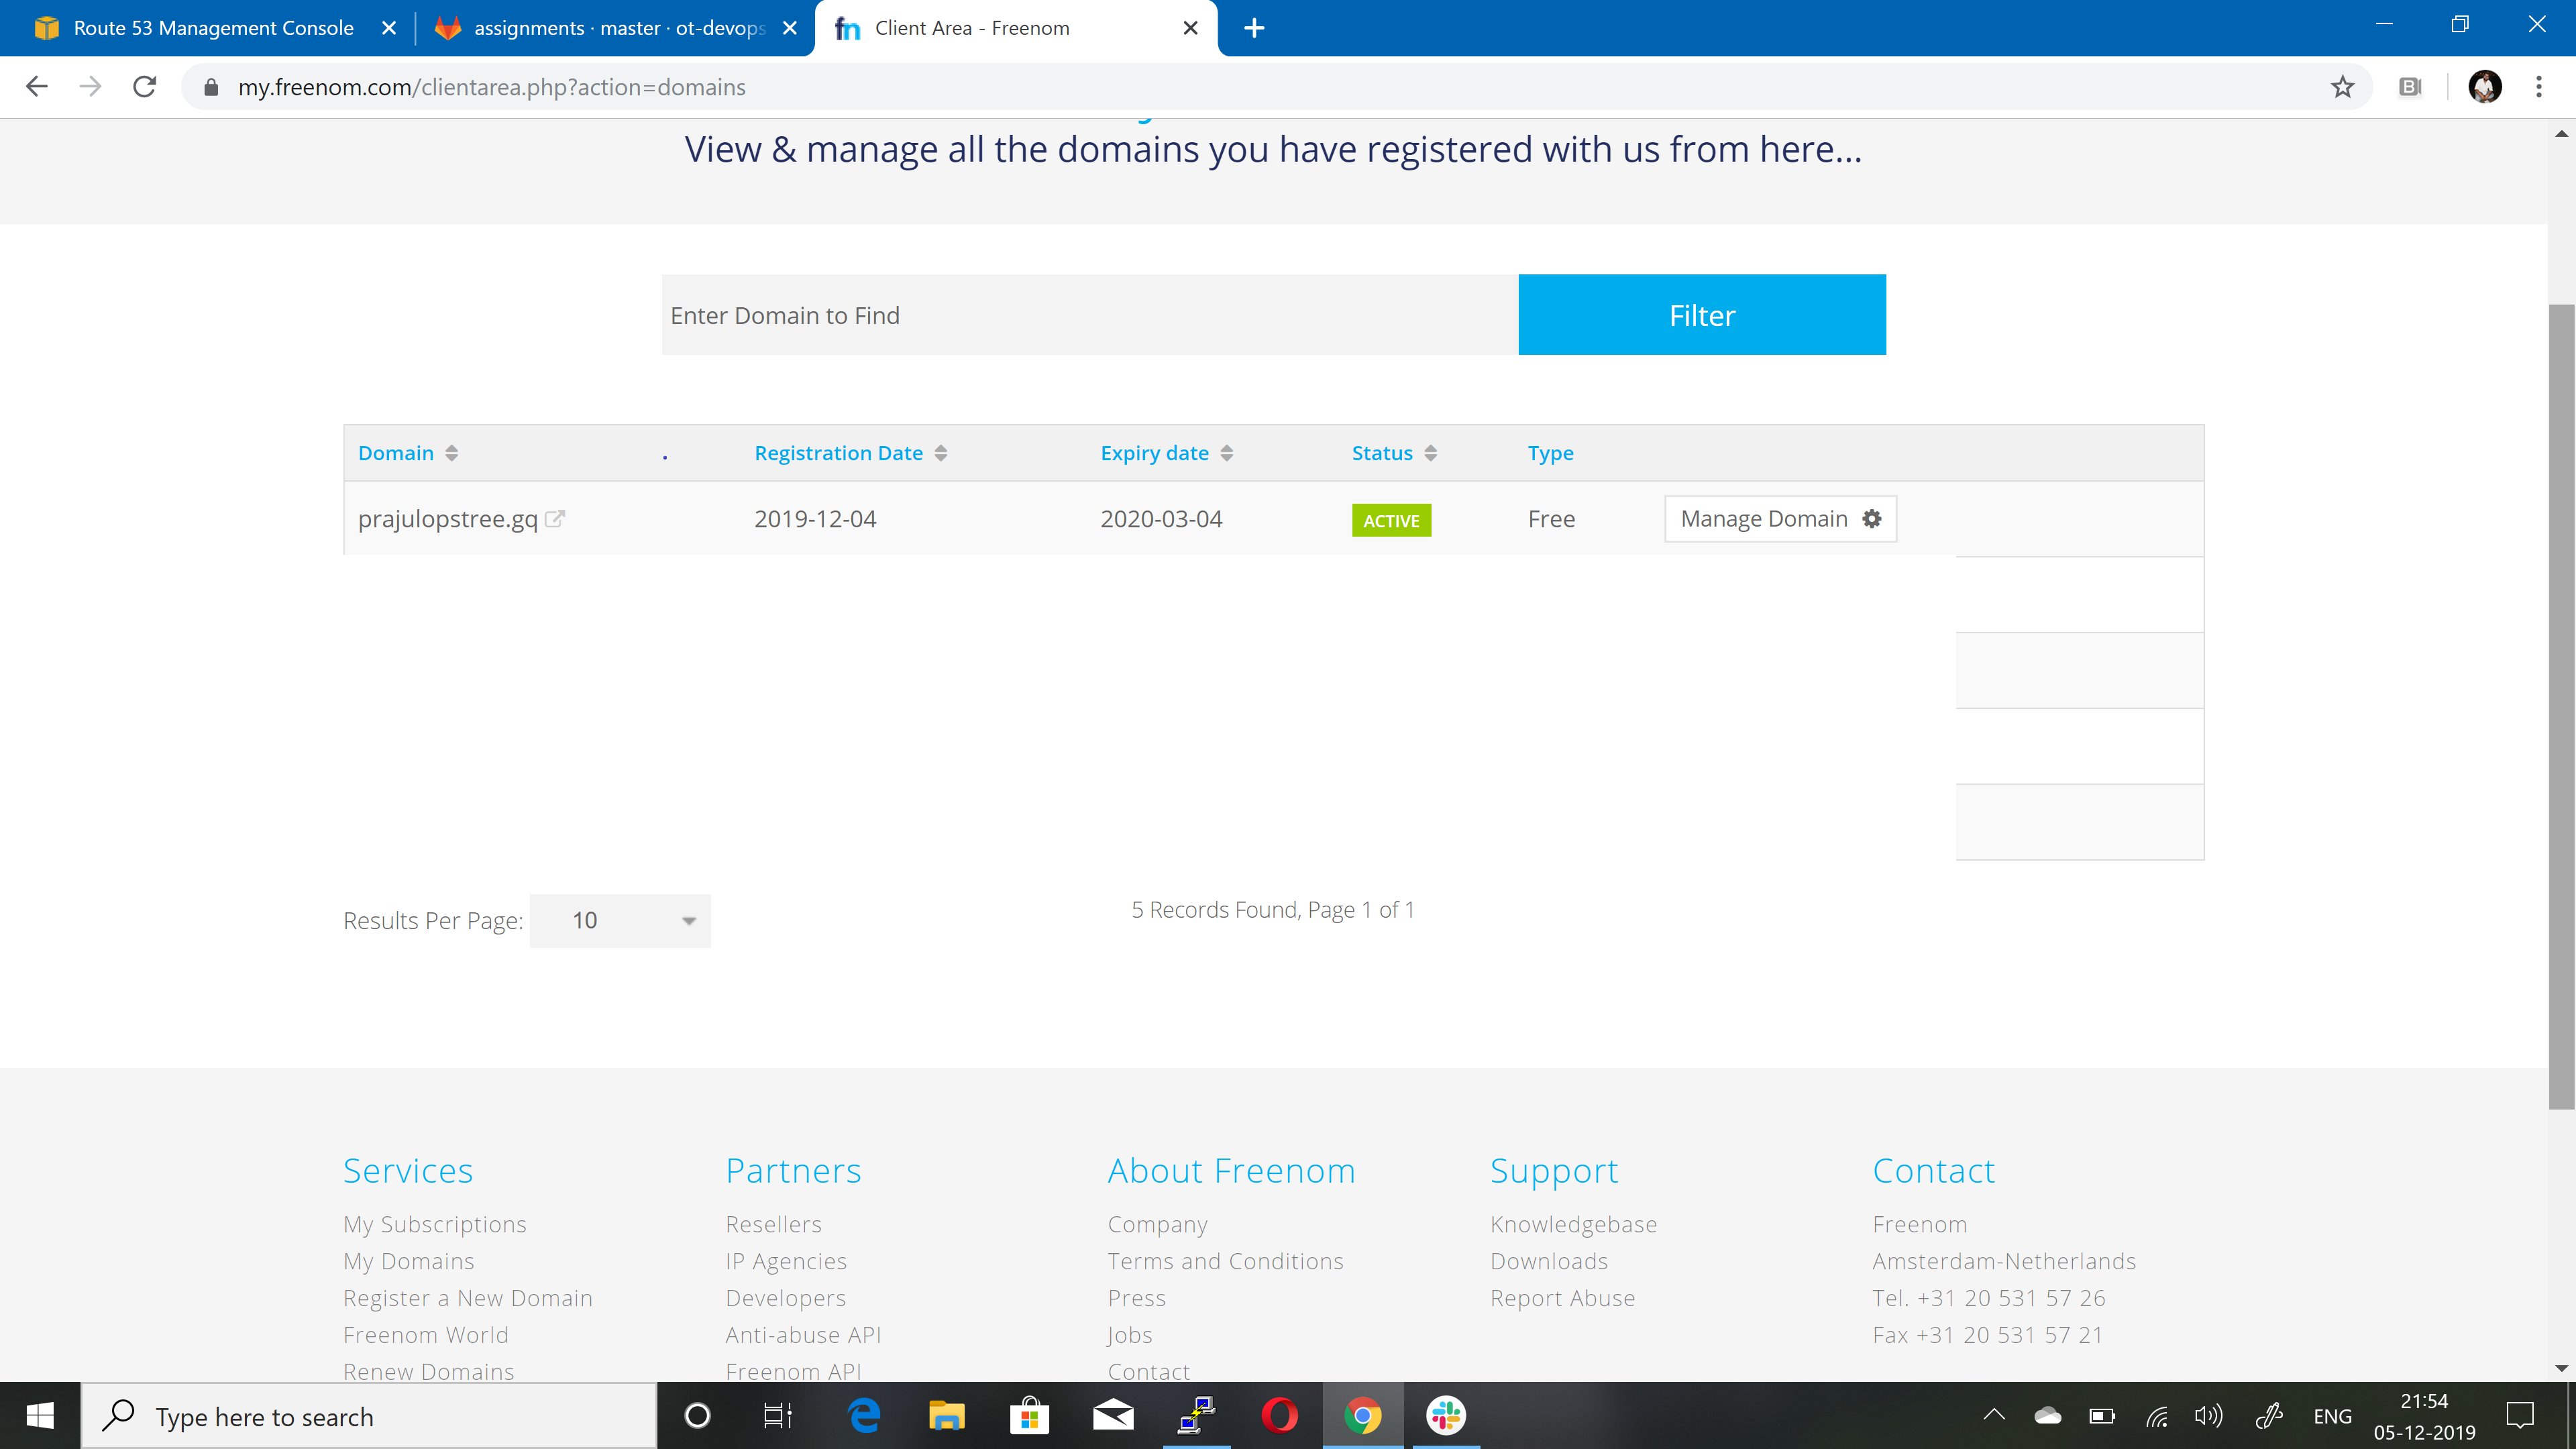 Route 53 Management Console
assignments · master · ot-devops
Client Area - Freenom
my.freenom.com/clientarea.php?action=domains
View & manage all the domains you have registered with us from here...
Enter Domain to Find
Filter
Domain Registration Date Expiry date Status Type
prajulopstree.gq 2019-12-04 2020-03-04 ACTIVE Free Manage Domain
Results Per Page: 10
5 Records Found, Page 1 of 1
Services
My Subscriptions
My Domains
Register a New Domain
Freenom World
Renew Domains
Partners
Resellers
IP Agencies
Developers
Anti-abuse API
Freenom API
About Freenom
Company
Terms and Conditions
Press
Jobs
Contact
Support
Knowledgebase
Downloads
Report Abuse
Contact
Freenom
Amsterdam-Netherlands
Tel. +31 20 531 57 26
Fax +31 20 531 57 21
Type here to search
ENG
21:54
05-12-2019